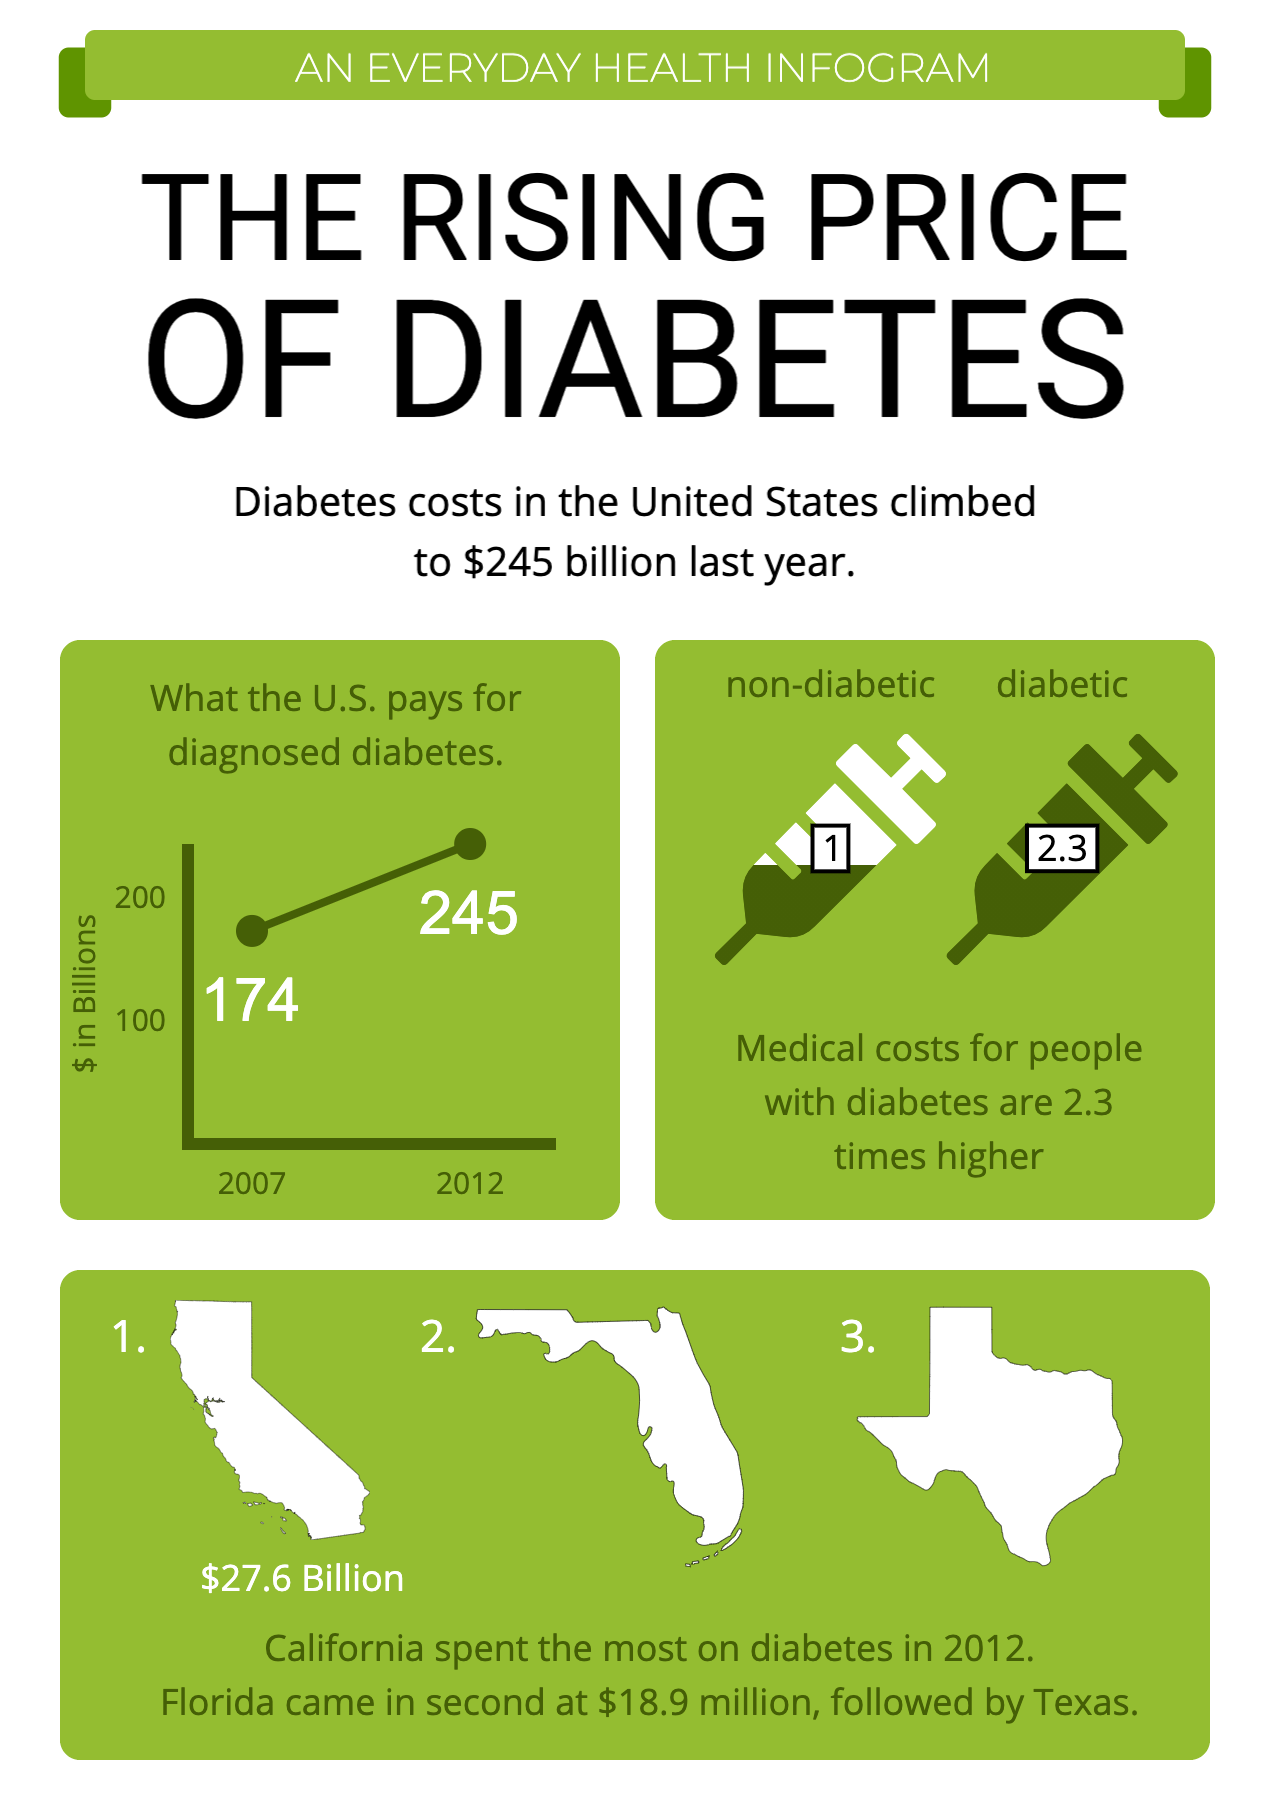 AN EVERYDAY HEALTH INFOGRAM
THE RISING PRICE
OF DIABETES
Diabetes costs in the United States climbed
to $245 billion last year.
What the U.S. pays for
diagnosed diabetes.
$ in Billions
200
100
174
245
2007
2012
non-diabetic
diabetic
1
2.3
Medical costs for people
with diabetes are 2.3
times higher
1.
2.
3.
$27.6 Billion
California spent the most on diabetes in 2012.
Florida came in second at $18.9 million, followed by Texas.